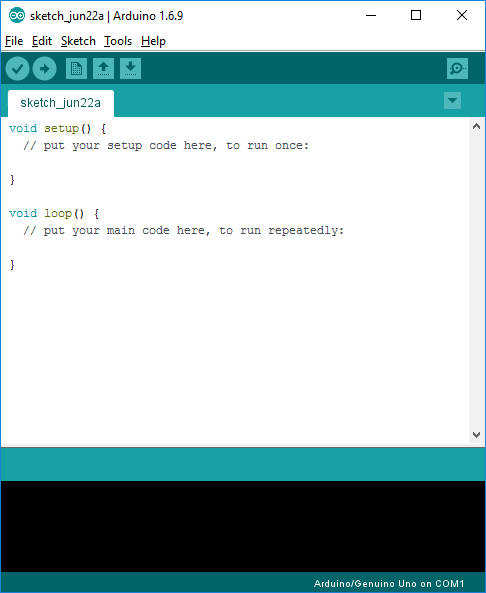 sketch_jun22a | Arduino 1.6.9
File Edit Sketch Tools Help
sketch_jun22a
void setup() {
  // put your setup code here, to run once:
}
void loop() {
  // put your main code here, to run repeatedly:
}
Arduino/Genuino Uno on COM1